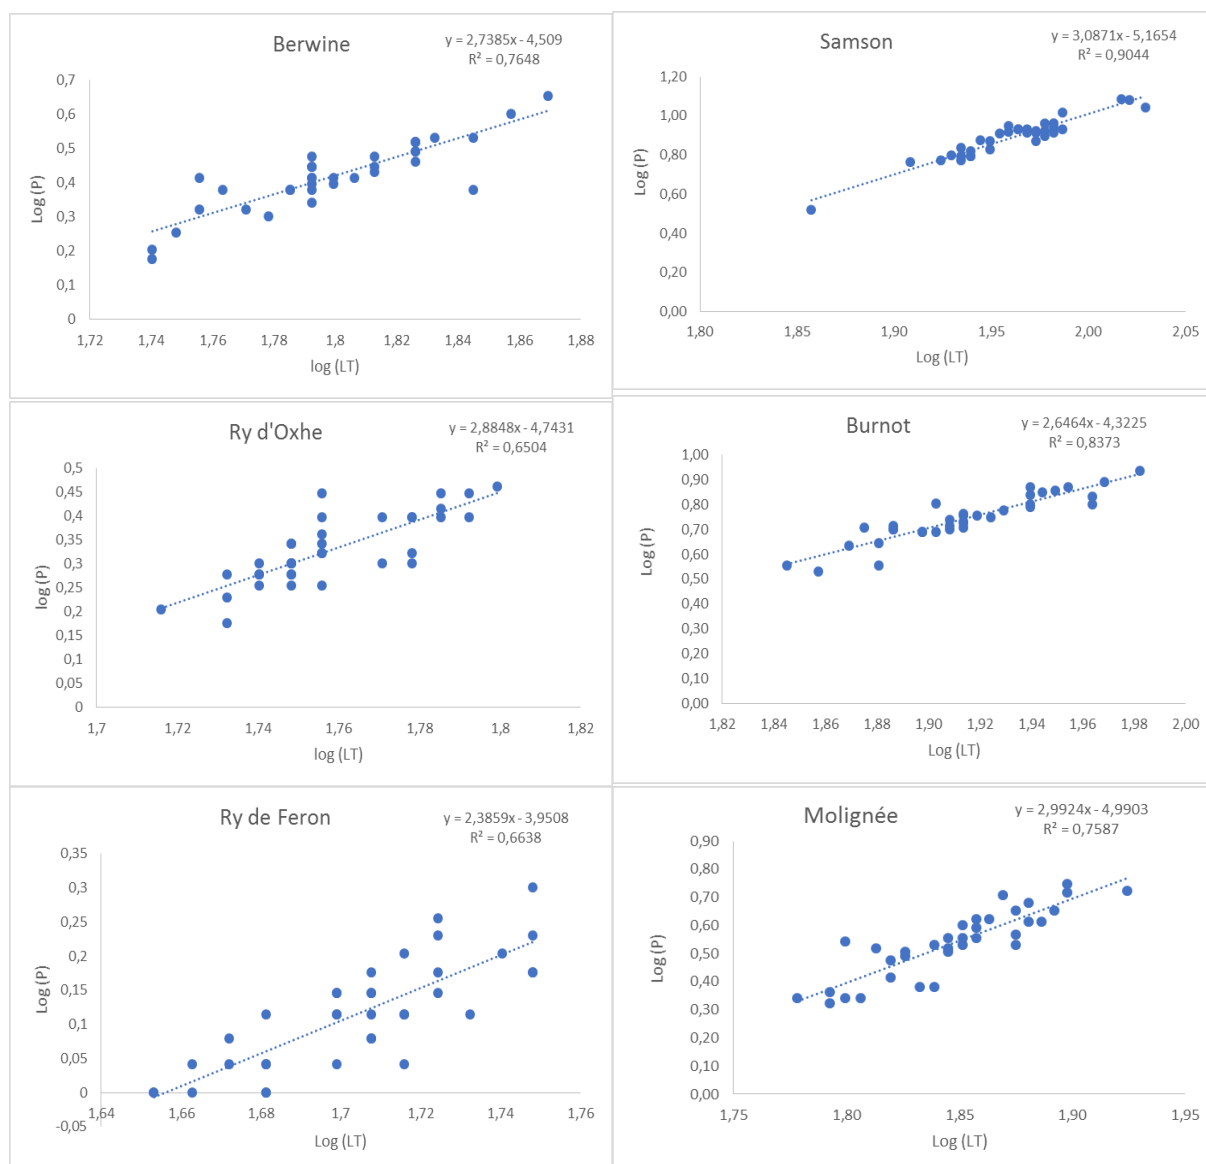 Berwine
y = 2,7385x - 4,509
R² = 0,7648
Log (P)
0,7
0,6
0,5
0,4
0,3
0,2
0,1
0
1,72 1,74 1,76 1,78 1,8 1,82 1,84 1,86 1,88
log (LT)
Samson
y = 3,0871x - 5,1654
R² = 0,9044
Log (P)
1,20
1,00
0,80
0,60
0,40
0,20
0,00
1,80 1,85 1,90 1,95 2,00 2,05
Log (LT)
Ry d'Oxhe
y = 2,8848x - 4,7431
R² = 0,6504
log (P)
0,5
0,45
0,4
0,35
0,3
0,25
0,2
0,15
0,1
0,05
0
1,7 1,72 1,74 1,76 1,78 1,8 1,82
log (LT)
Burnot
y = 2,6464x - 4,3225
R² = 0,8373
Log (P)
1,00
0,90
0,80
0,70
0,60
0,50
0,40
0,30
0,20
0,10
0,00
1,82 1,84 1,86 1,88 1,90 1,92 1,94 1,96 1,98 2,00
Log (LT)
Ry de Feron
y = 2,3859x - 3,9508
R² = 0,6638
Log (P)
0,35
0,3
0,25
0,2
0,15
0,1
0,05
0
-0,05
1,64 1,66 1,68 1,7 1,72 1,74 1,76
Log (LT)
Molignée
y = 2,9924x - 4,9903
R² = 0,7587
Log (P)
0,90
0,80
0,70
0,60
0,50
0,40
0,30
0,20
0,10
0,00
1,75 1,80 1,85 1,90 1,95
Log (LT)